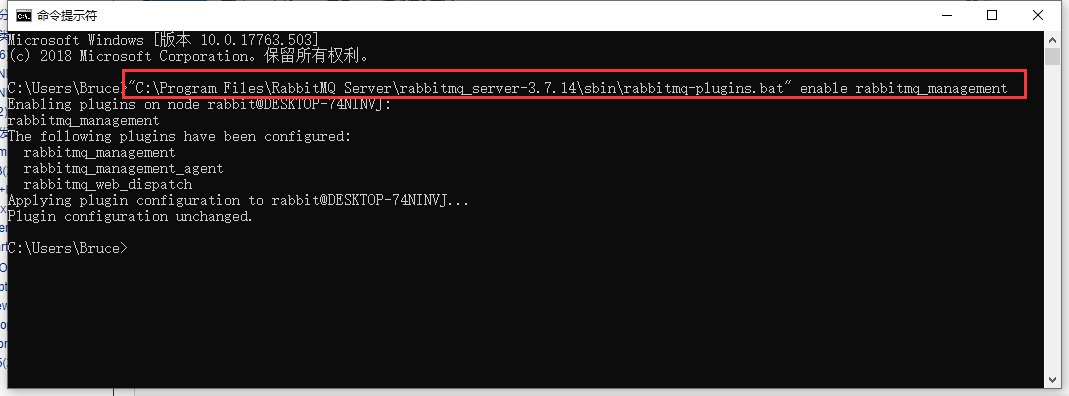 命令提示符
Microsoft Windows [版本 10.0.17763.503]
(c) 2018 Microsoft Corporation。保留所有权利。
C:\Users\Bruce>"C:\Program Files\RabbitMQ Server\rabbitmq_server-3.7.14\sbin\rabbitmq-plugins.bat" enable rabbitmq_management
Enabling plugins on node rabbit@DESKTOP-74NINVJ:
rabbitmq_management
The following plugins have been configured:
  rabbitmq_management
  rabbitmq_management_agent
  rabbitmq_web_dispatch
Applying plugin configuration to rabbit@DESKTOP-74NINVJ...
Plugin configuration unchanged.
C:\Users\Bruce>